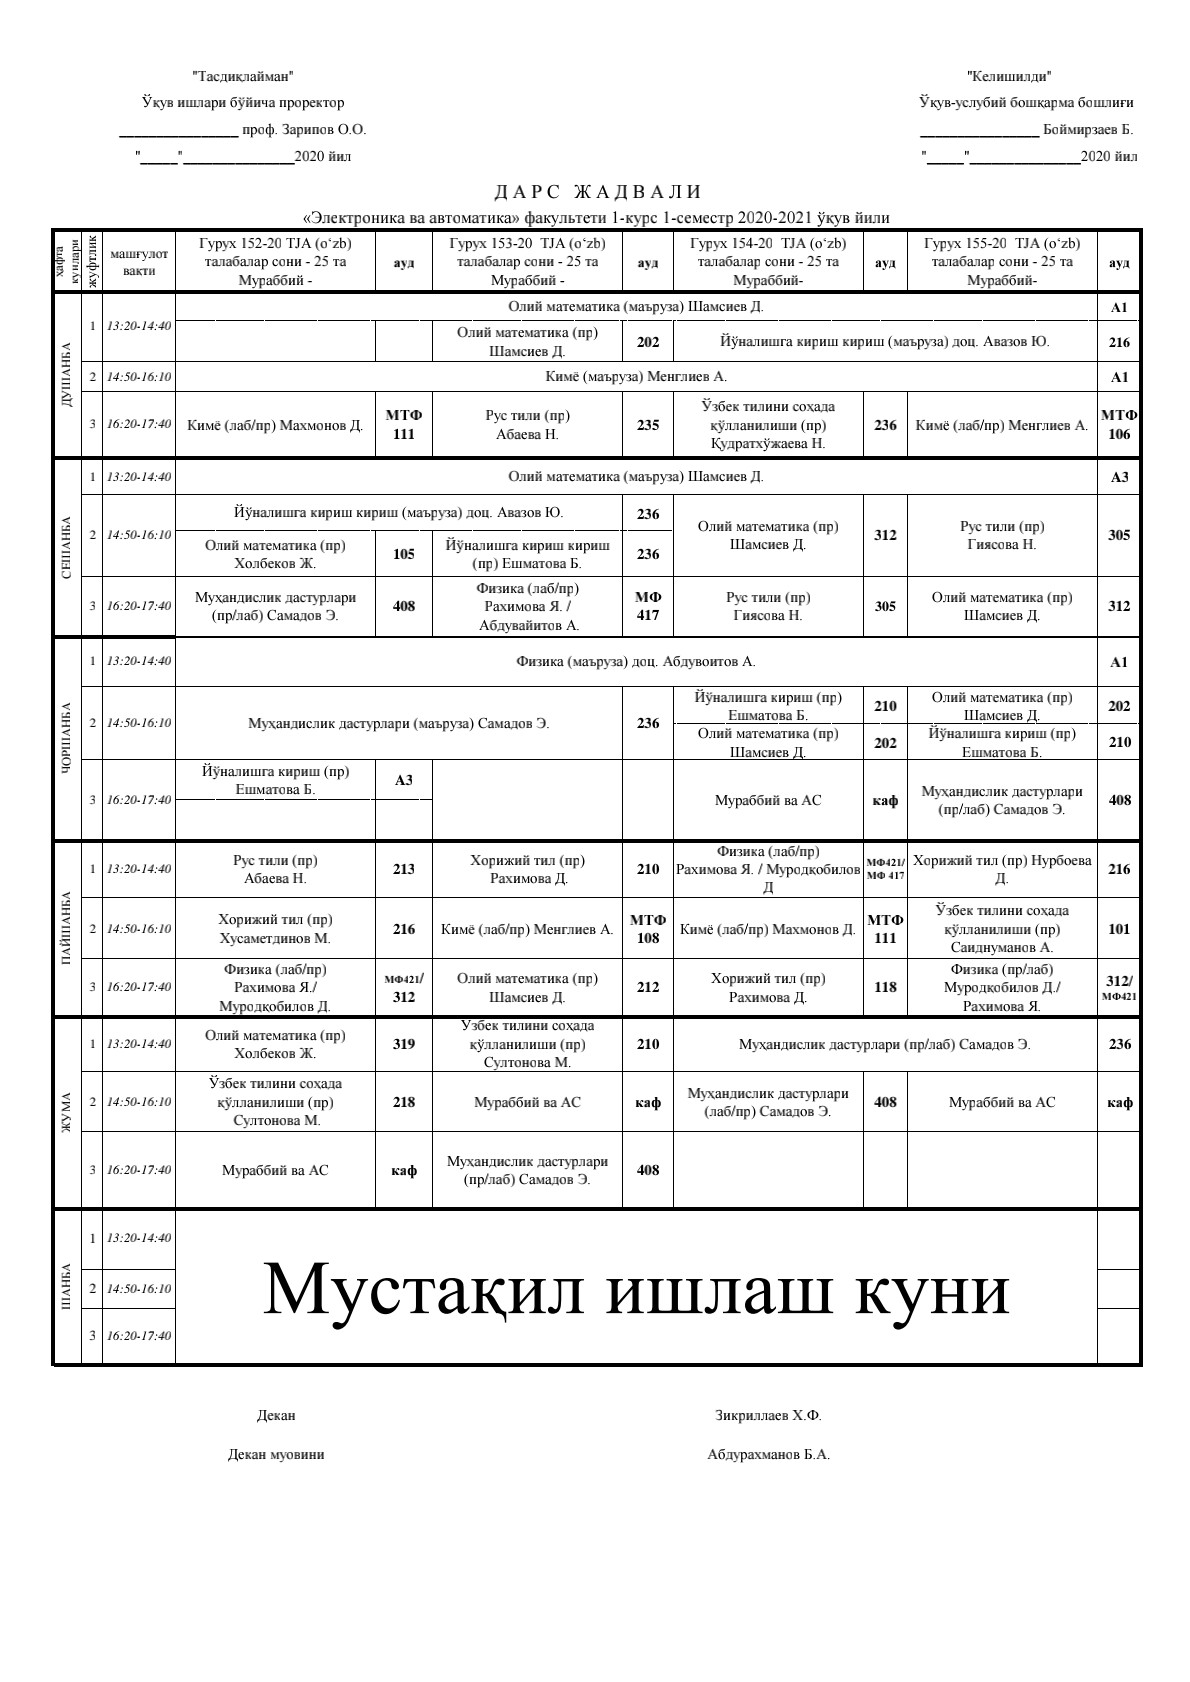 "Тасдиқлайман"
"Келишилди"
Ўқув ишлари бўйича проректор
Ўқув-услубий бошқарма бошлиғи
________________ проф. Зарипов О.О.
________________ Боймирзаев Б.
"_____"_______________2020 йил
"_____"_______________2020 йил
ДАРС ЖАДВАЛИ
«Электроника ва автоматика» факультети 1-курс 1-семестр 2020-2021 ўқув йили
ҳафта
кунлари
жуфтлик
машғулот
вақти
Гурух 152-20 TJA (o‘zb)
талабалар сони - 25 та
Мураббий -
ауд
Гурух 153-20 TJA (o‘zb)
талабалар сони - 25 та
Мураббий -
ауд
Гурух 154-20 TJA (o‘zb)
талабалар сони - 25 та
Мураббий-
ауд
Гурух 155-20 TJA (o‘zb)
талабалар сони - 25 та
Мураббий-
ауд
ДУШАНБА
1
13:20-14:40
Олий математика (маъруза) Шамсиев Д.
А1
Олий математика (пр)
Шамсиев Д.
202
Йўналишга кириш кириш (маъруза) доц. Авазов Ю.
216
2
14:50-16:10
Кимё (маъруза) Менглиев А.
А1
3
16:20-17:40
Кимё (лаб/пр) Махмонов Д.
МТФ
111
Рус тили (пр)
Абаева Н.
235
Ўзбек тилини соҳада
қўлланилиши (пр)
Қудратхўжаева Н.
236
Кимё (лаб/пр) Менглиев А.
МТФ
106
СЕШАНБА
1
13:20-14:40
Олий математика (маъруза) Шамсиев Д.
А3
2
14:50-16:10
Йўналишга кириш кириш (маъруза) доц. Авазов Ю.
236
Олий математика (пр)
Холбеков Ж.
105
Йўналишга кириш кириш
(пр) Ешматова Б.
236
Олий математика (пр)
Шамсиев Д.
312
Рус тили (пр)
Гиясова Н.
305
3
16:20-17:40
Муҳандислик дастурлари
(пр/лаб) Самадов Э.
408
Физика (лаб/пр)
Рахимова Я. /
Абдувайитов А.
МФ
417
Рус тили (пр)
Гиясова Н.
305
Олий математика (пр)
Шамсиев Д.
312
ЧОРШАНБА
1
13:20-14:40
Физика (маъруза) доц. Абдувоитов А.
А1
2
14:50-16:10
Муҳандислик дастурлари (маъруза) Самадов Э.
236
Йўналишга кириш (пр)
Ешматова Б.
210
Олий математика (пр)
Шамсиев Д.
202
Олий математика (пр)
Шамсиев Д.
202
Йўналишга кириш (пр)
Ешматова Б.
210
3
16:20-17:40
Йўналишга кириш (пр)
Ешматова Б.
А3
Мураббий ва АС
каф
Муҳандислик дастурлари
(пр/лаб) Самадов Э.
408
ПАЙШАНБА
1
13:20-14:40
Рус тили (пр)
Абаева Н.
213
Хорижий тил (пр)
Рахимова Д.
210
Физика (лаб/пр)
Рахимова Я. / Муродқобилов
Д
МФ421/
МФ 417
Хорижий тил (пр) Нурбоева
Д.
216
2
14:50-16:10
Хорижий тил (пр)
Хусаметдинов М.
216
Кимё (лаб/пр) Менглиев А.
МТФ
108
Кимё (лаб/пр) Махмонов Д.
МТФ
111
Ўзбек тилини соҳада
қўлланилиши (пр)
Саиднуманов А.
101
3
16:20-17:40
Физика (лаб/пр)
Рахимова Я./
Муродқобилов Д.
МФ421/
312
Олий математика (пр)
Шамсиев Д.
212
Хорижий тил (пр)
Рахимова Д.
118
Физика (пр/лаб)
Муродқобилов Д./
Рахимова Я.
312/
МФ421
ЖУМА
1
13:20-14:40
Олий математика (пр)
Холбеков Ж.
319
Ўзбек тилини соҳада
қўлланилиши (пр)
Султонова М.
210
Муҳандислик дастурлари (пр/лаб) Самадов Э.
236
2
14:50-16:10
Ўзбек тилини соҳада
қўлланилиши (пр)
Султонова М.
218
Мураббий ва АС
каф
Муҳандислик дастурлари
(лаб/пр) Самадов Э.
408
Мураббий ва АС
каф
3
16:20-17:40
Мураббий ва АС
каф
Муҳандислик дастурлари
(пр/лаб) Самадов Э.
408
ШАНБА
1
13:20-14:40
2
14:50-16:10
3
16:20-17:40
Мустақил ишлаш куни
Декан
Зикриллаев Х.Ф.
Декан муовини
Абдурахманов Б.А.